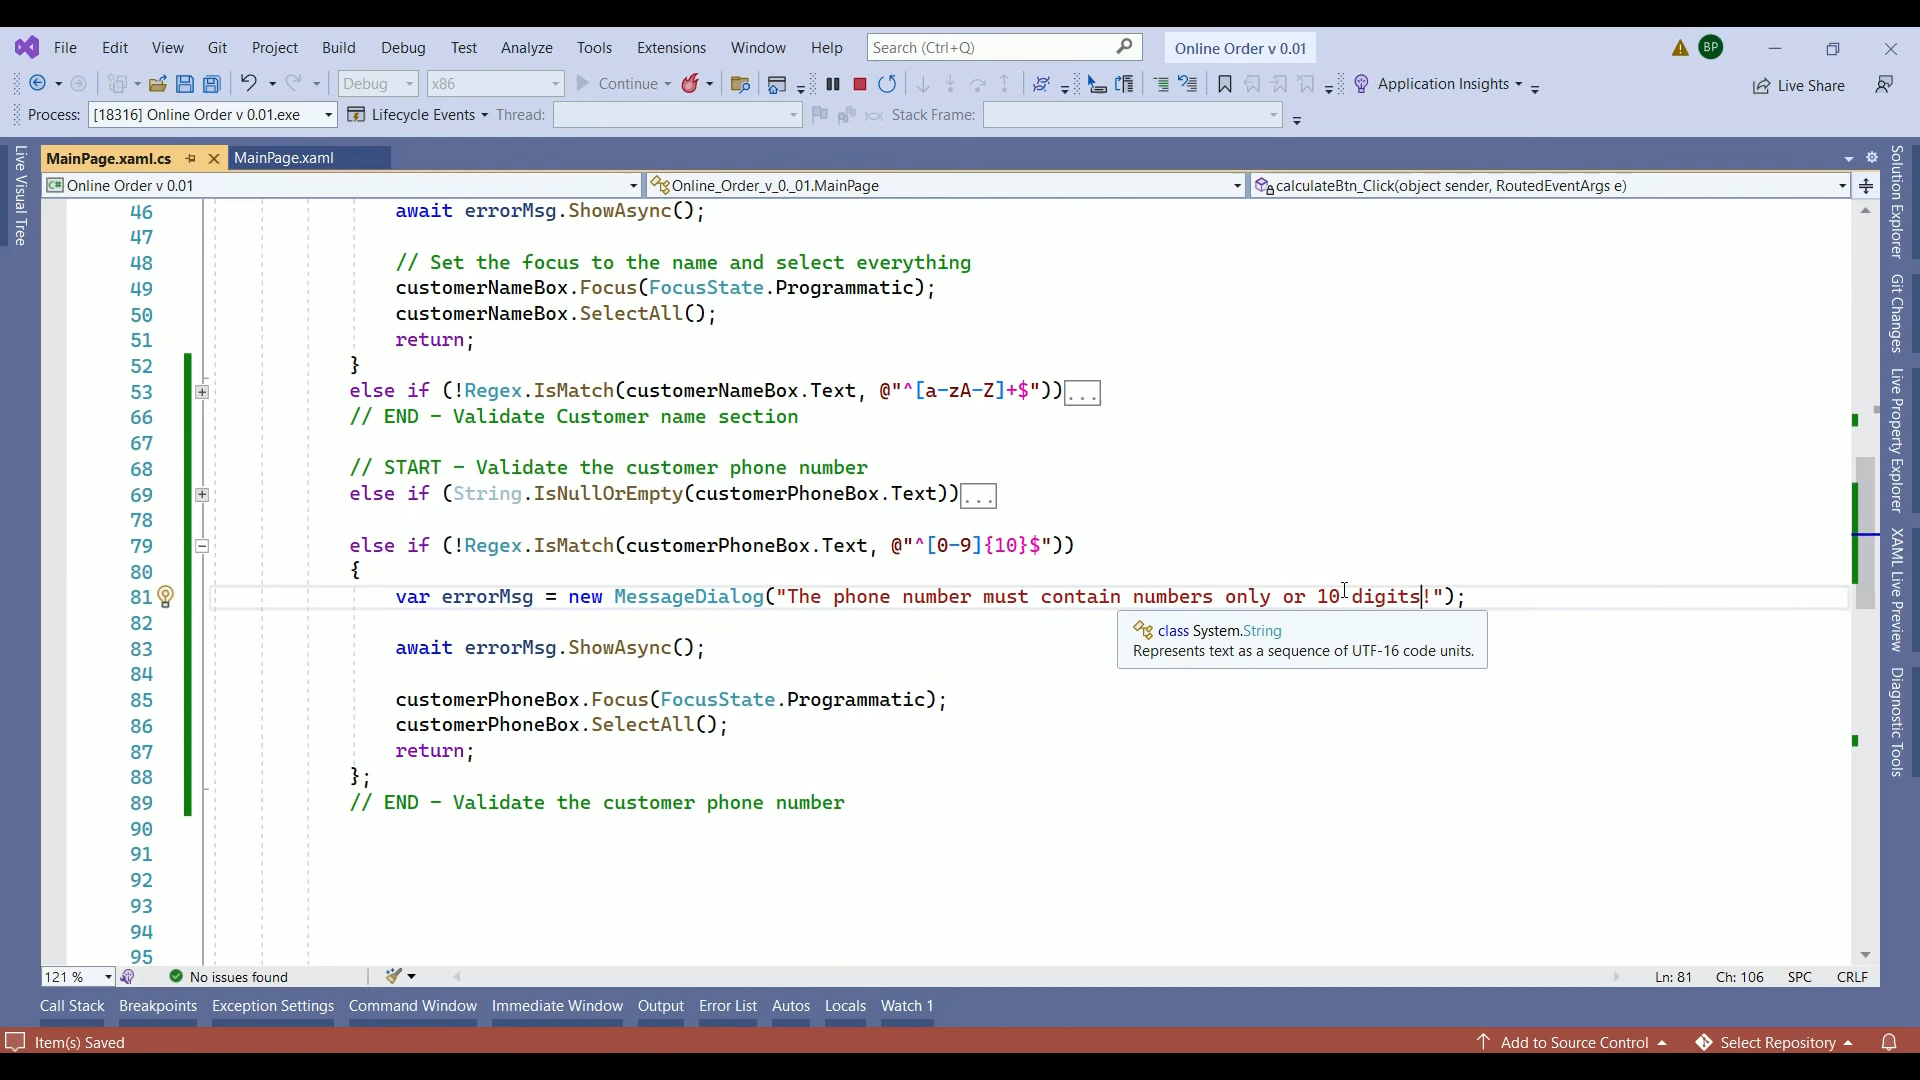 File Edit View Git Project Build Debug Test Analyze Tools Extensions Window Help Search (Ctrl+Q) Online Order v 0.01 BP
Debug x86 Continue Application Insights Live Share
Process: [18316] Online Order v 0.01.exe Lifecycle Events Thread: Stack Frame:
MainPage.xaml.cs MainPage.xaml
Online Order v 0.01 Online_Order_v_0._01.MainPage calculateBtn_Click(object sender, RoutedEventArgs e)
46 await errorMsg.ShowAsync();
47
48 // Set the focus to the name and select everything
49 customerNameBox.Focus(FocusState.Programmatic);
50 customerNameBox.SelectAll();
51 return;
52 }
53 else if (!Regex.IsMatch(customerNameBox.Text, @"^[a-zA-Z]+$"))...
66 // END - Validate Customer name section
67
68 // START - Validate the customer phone number
69 else if (String.IsNullOrEmpty(customerPhoneBox.Text))...
78
79 else if (!Regex.IsMatch(customerPhoneBox.Text, @"^[0-9]{10}$"))
80 {
81 var errorMsg = new MessageDialog("The phone number must contain numbers only or 10 digits!");
82
class System.String
Represents text as a sequence of UTF-16 code units.
83 await errorMsg.ShowAsync();
84
85 customerPhoneBox.Focus(FocusState.Programmatic);
86 customerPhoneBox.SelectAll();
87 return;
88 };
89 // END - Validate the customer phone number
90
91
92
93
94
95
Live Visual Tree
Solution Explorer
Git Changes
Live Property Explorer
XAML Live Preview
Diagnostic Tools
121 % No issues found Ln: 81 Ch: 106 SPC CRLF
Call Stack Breakpoints Exception Settings Command Window Immediate Window Output Error List Autos Locals Watch 1
Item(s) Saved Add to Source Control Select Repository